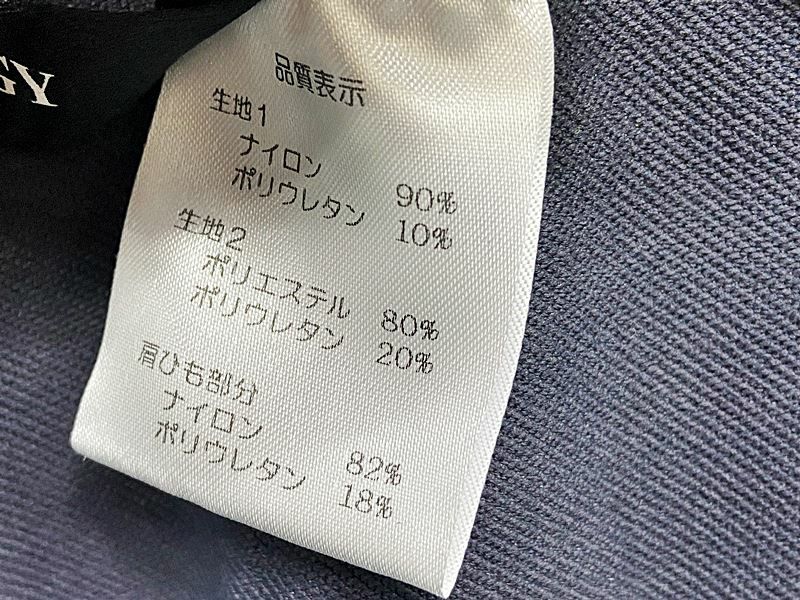 GY
品質表示
生地1
ナイロン 90%
ポリウレタン 10%
生地2
ポリエステル 80%
ポリウレタン 20%
肩ひも部分
ナイロン 82%
ポリウレタン 18%